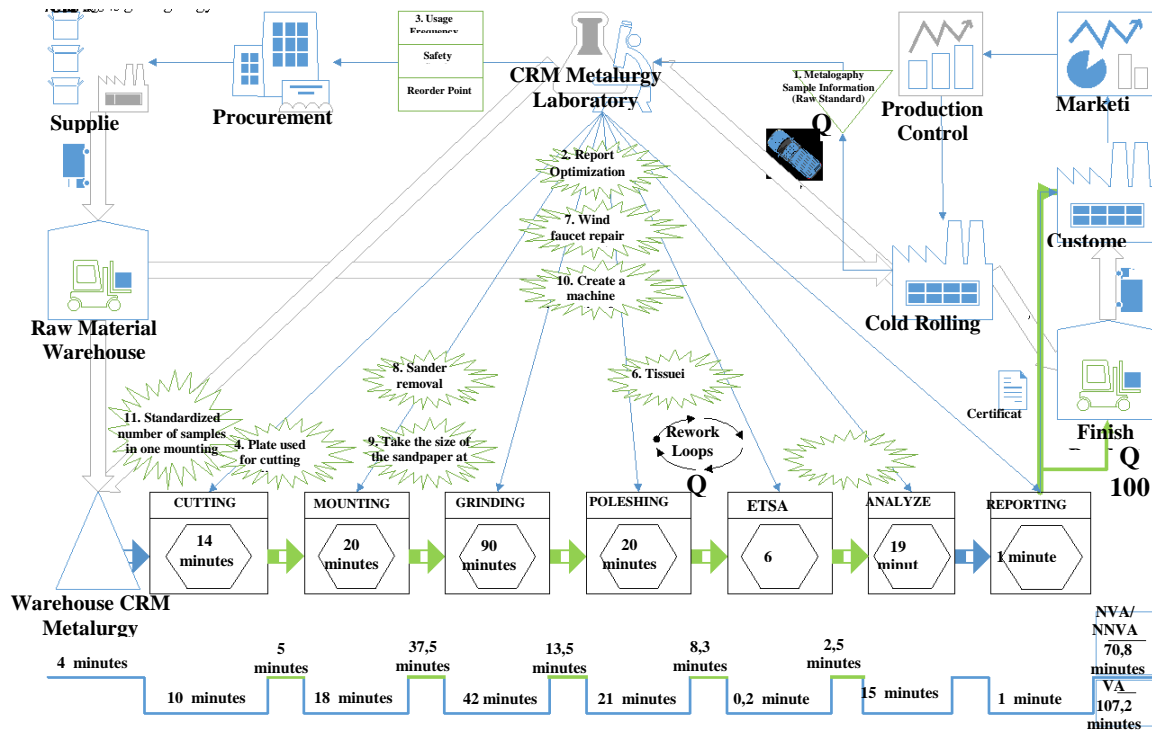 3. Usage
Frequency
Safety
Reorder Point
CRM Metalurgy
Laboratory
1. Metalogaphy
Sample Information
(Raw Standard)
Q
Production
Control
Marketi
Supplie
Procurement
2. Report
Optimization
7. Wind
faucet repair
10. Create a
machine
Custome
Cold Rolling
Raw Material
Warehouse
8. Sander
removal
6. Tissuei
Certificat
11. Standardized
number of samples
in one mounting
4. Plate used
for cutting
9. Take the size of
the sandpaper at
Rework
Loops
Q
Finish
Q
100
CUTTING
MOUNTING
GRINDING
POLESHING
ETSA
ANALYZE
REPORTING
14
minutes
20
minutes
90
minutes
20
minutes
6
19
minut
1 minute
Warehouse CRM
Metalurgy
4 minutes
5
minutes
37,5
minutes
13,5
minutes
8,3
minutes
2,5
minutes
10 minutes
18 minutes
42 minutes
21 minutes
0,2 minute
15 minutes
1 minute
NVA/
NNVA
70,8
minutes
VA
107,2
minutes